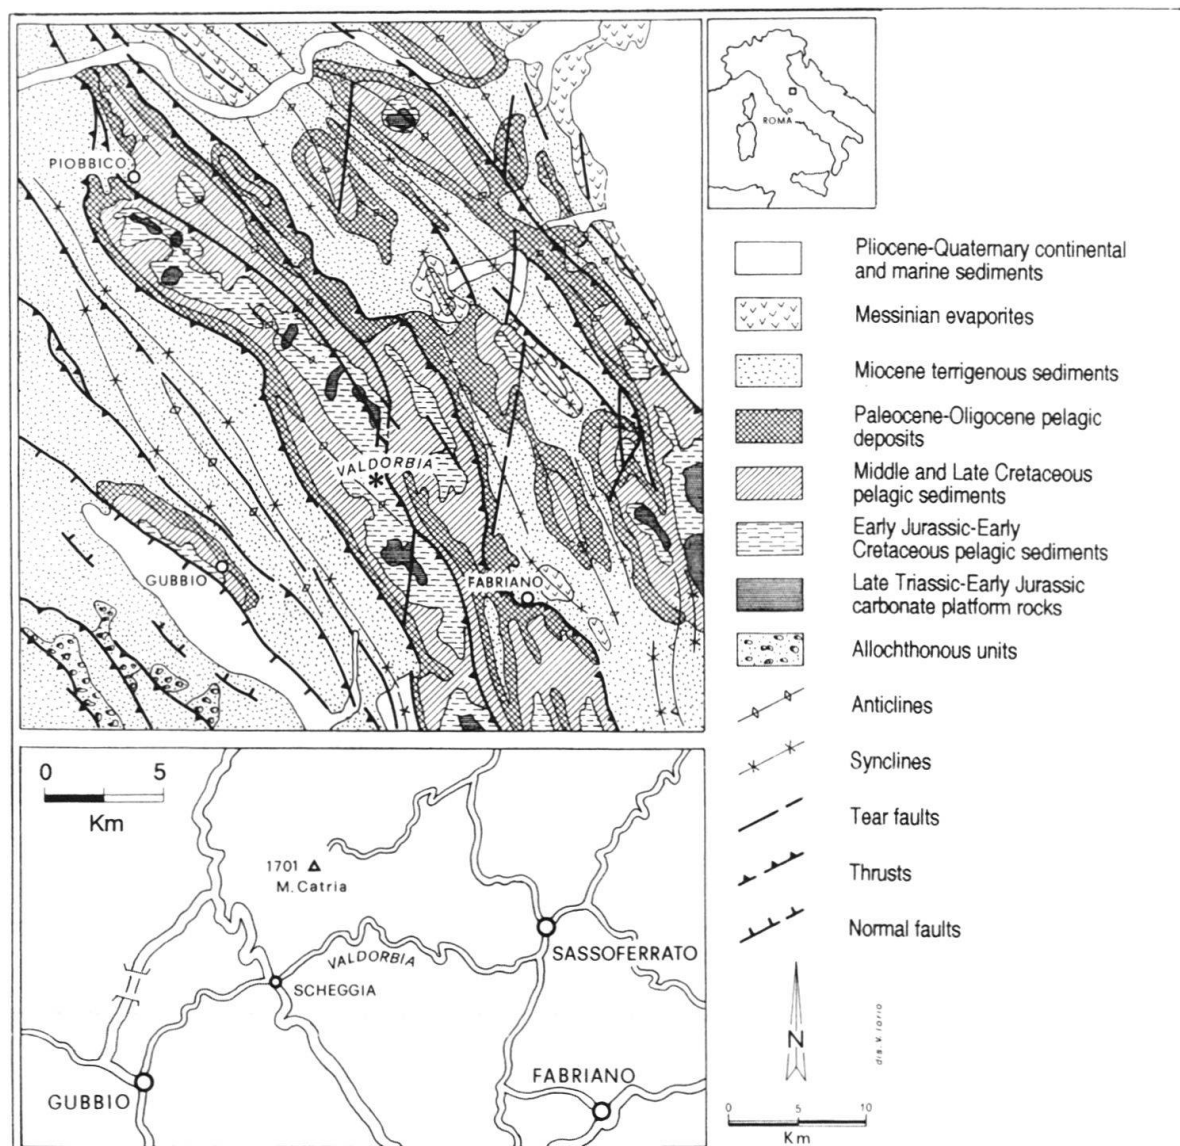 PIOBBICO
VALDORBIA
*
GUBBIO
FABRIANO
ROMA
Pliocene-Quaternary continental
and marine sediments
Messinian evaporites
Miocene terrigenous sediments
Paleocene-Oligocene pelagic
deposits
Middle and Late Cretaceous
pelagic sediments
Early Jurassic-Early
Cretaceous pelagic sediments
Late Triassic-Early Jurassic
carbonate platform rocks
Allochthonous units
Anticlines
Synclines
Tear faults
Thrusts
Normal faults
N
dis. V. Iorio
0 5 10
Km
0 5
Km
1701
M. Catria
VALDORBIA
SASSOFERRATO
SCHEGGIA
GUBBIO
FABRIANO